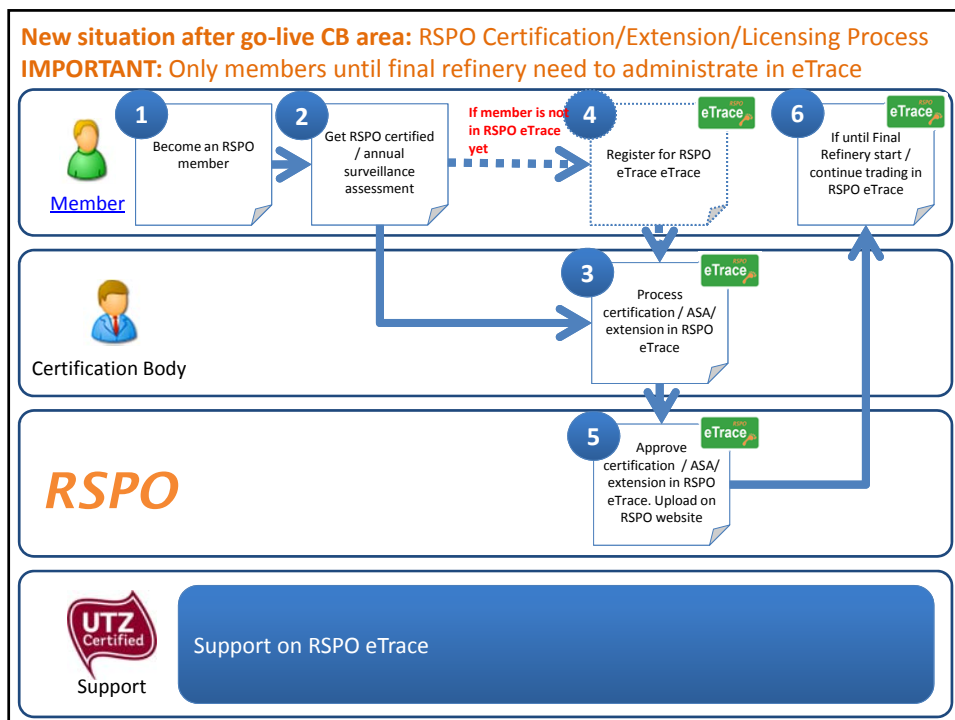 New situation after go-live CB area: RSPO Certification/Extension/Licensing Process
IMPORTANT: Only members until final refinery need to administrate in eTrace
Member
1
Become an RSPO
member
2
Get RSPO certified
/ annual
surveillance
assessment
If member is not
in RSPO eTrace
yet
4
RSPO
eTrace
Register for RSPO
eTrace eTrace
6
RSPO
eTrace
If until Final
Refinery start /
continue trading in
RSPO eTrace
Certification Body
3
RSPO
eTrace
Process
certification / ASA/
extension in RSPO
eTrace
RSPO
5
RSPO
eTrace
Approve
certification / ASA/
extension in RSPO
eTrace. Upload on
RSPO website
UTZ
Certified
Support
Support on RSPO eTrace